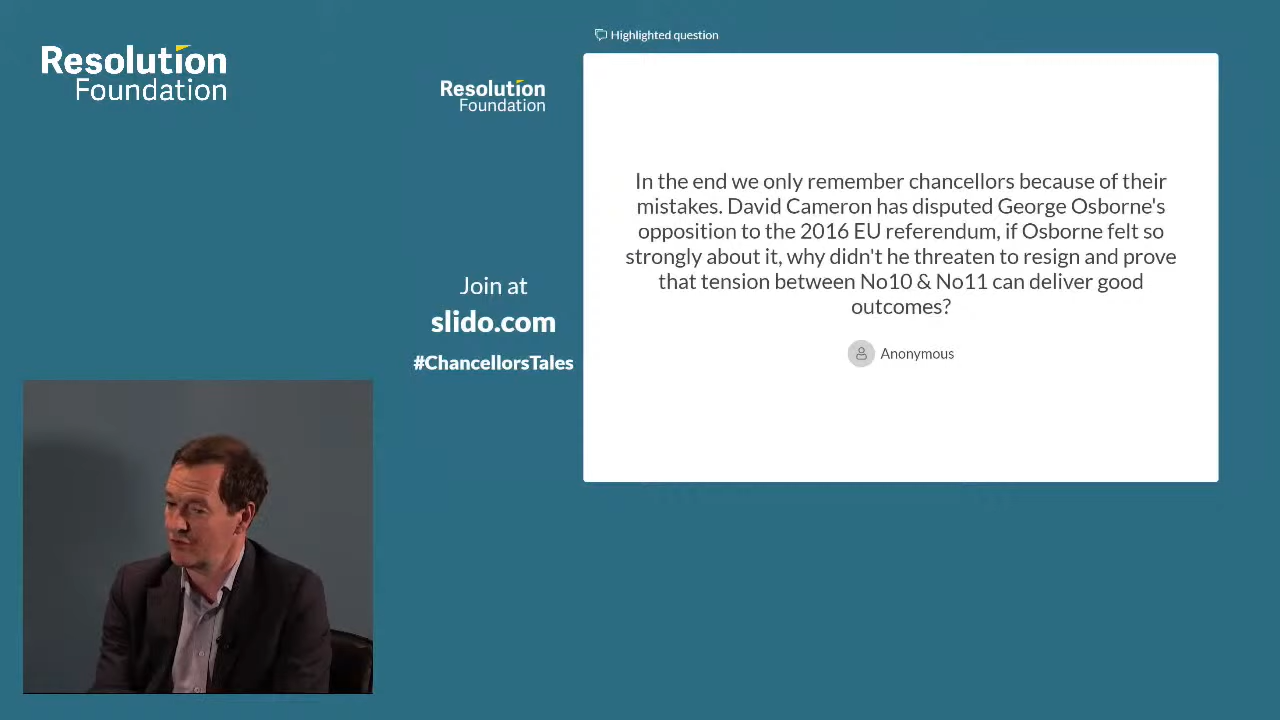 Resolution
Foundation
Highlighted question
Resolution
Foundation
In the end we only remember chancellors because of their
mistakes. David Cameron has disputed George Osborne's
opposition to the 2016 EU referendum, if Osborne felt so
strongly about it, why didn't he threaten to resign and prove
that tension between No10 & No11 can deliver good
outcomes?
Anonymous
Join at
slido.com
#ChancellorsTales